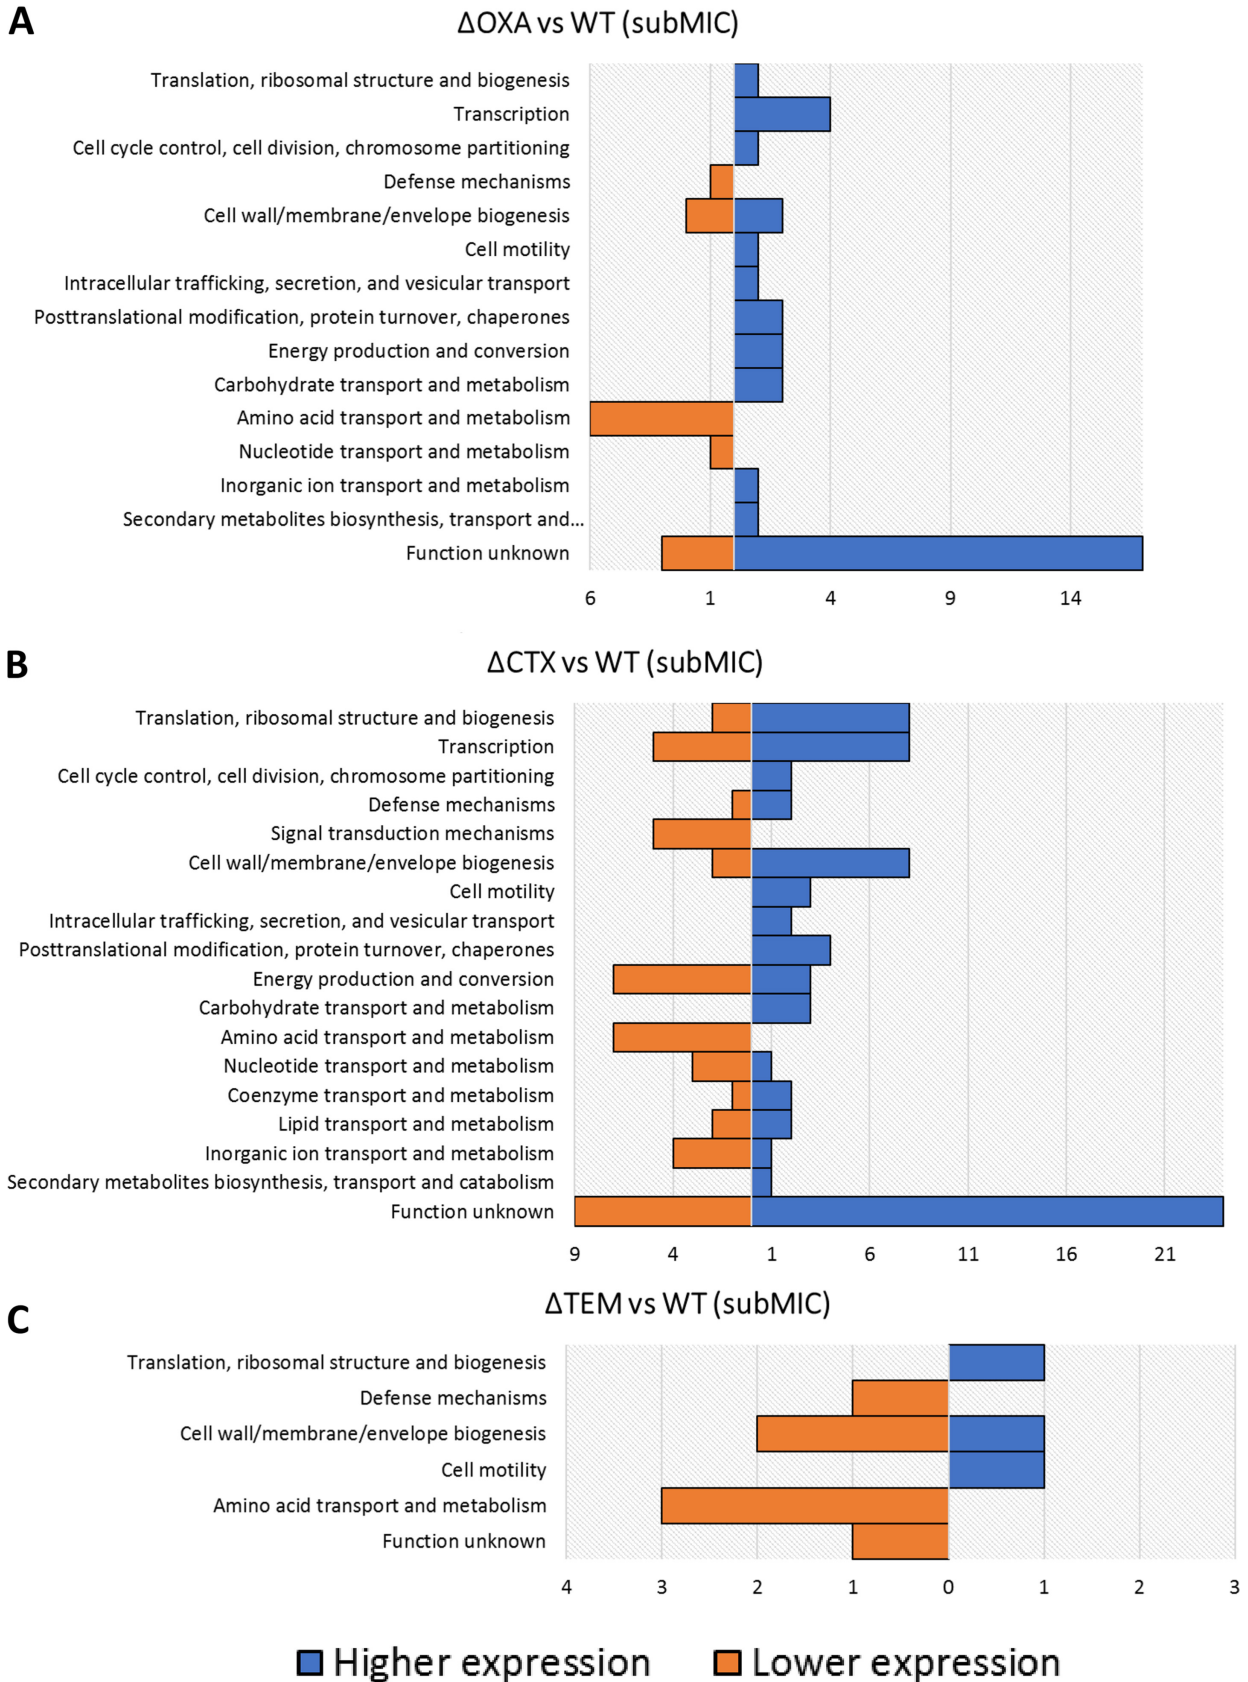 A
ΔOXA vs WT (subMIC)
Translation, ribosomal structure and biogenesis
Transcription
Cell cycle control, cell division, chromosome partitioning
Defense mechanisms
Cell wall/membrane/envelope biogenesis
Cell motility
Intracellular trafficking, secretion, and vesicular transport
Posttranslational modification, protein turnover, chaperones
Energy production and conversion
Carbohydrate transport and metabolism
Amino acid transport and metabolism
Nucleotide transport and metabolism
Inorganic ion transport and metabolism
Secondary metabolites biosynthesis, transport and...
Function unknown
6 1 4 9 14
B
ΔCTX vs WT (subMIC)
Translation, ribosomal structure and biogenesis
Transcription
Cell cycle control, cell division, chromosome partitioning
Defense mechanisms
Signal transduction mechanisms
Cell wall/membrane/envelope biogenesis
Cell motility
Intracellular trafficking, secretion, and vesicular transport
Posttranslational modification, protein turnover, chaperones
Energy production and conversion
Carbohydrate transport and metabolism
Amino acid transport and metabolism
Nucleotide transport and metabolism
Coenzyme transport and metabolism
Lipid transport and metabolism
Inorganic ion transport and metabolism
Secondary metabolites biosynthesis, transport and catabolism
Function unknown
9 4 1 6 11 16 21
C
ΔTEM vs WT (subMIC)
Translation, ribosomal structure and biogenesis
Defense mechanisms
Cell wall/membrane/envelope biogenesis
Cell motility
Amino acid transport and metabolism
Function unknown
4 3 2 1 0 1 2 3
Higher expression Lower expression